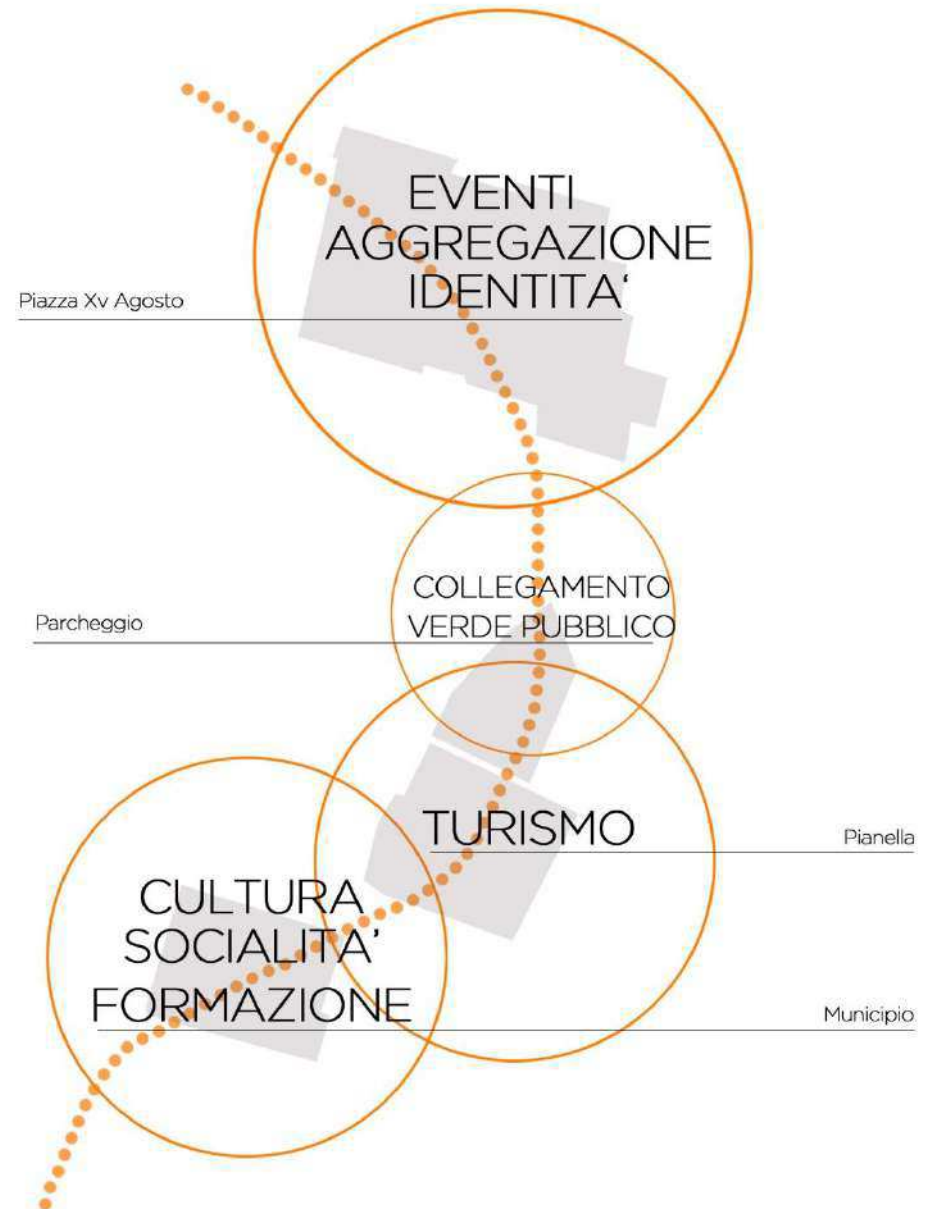 EVENTI
AGGREGAZIONE
IDENTITA‘
Piazza Xv Agosto
COLLEGAMENTO
VERDE PUBBLICO
Parcheggio
TURISMO
Pianella
CULTURA
SOCIALITA’
FORMAZIONE
Municipio